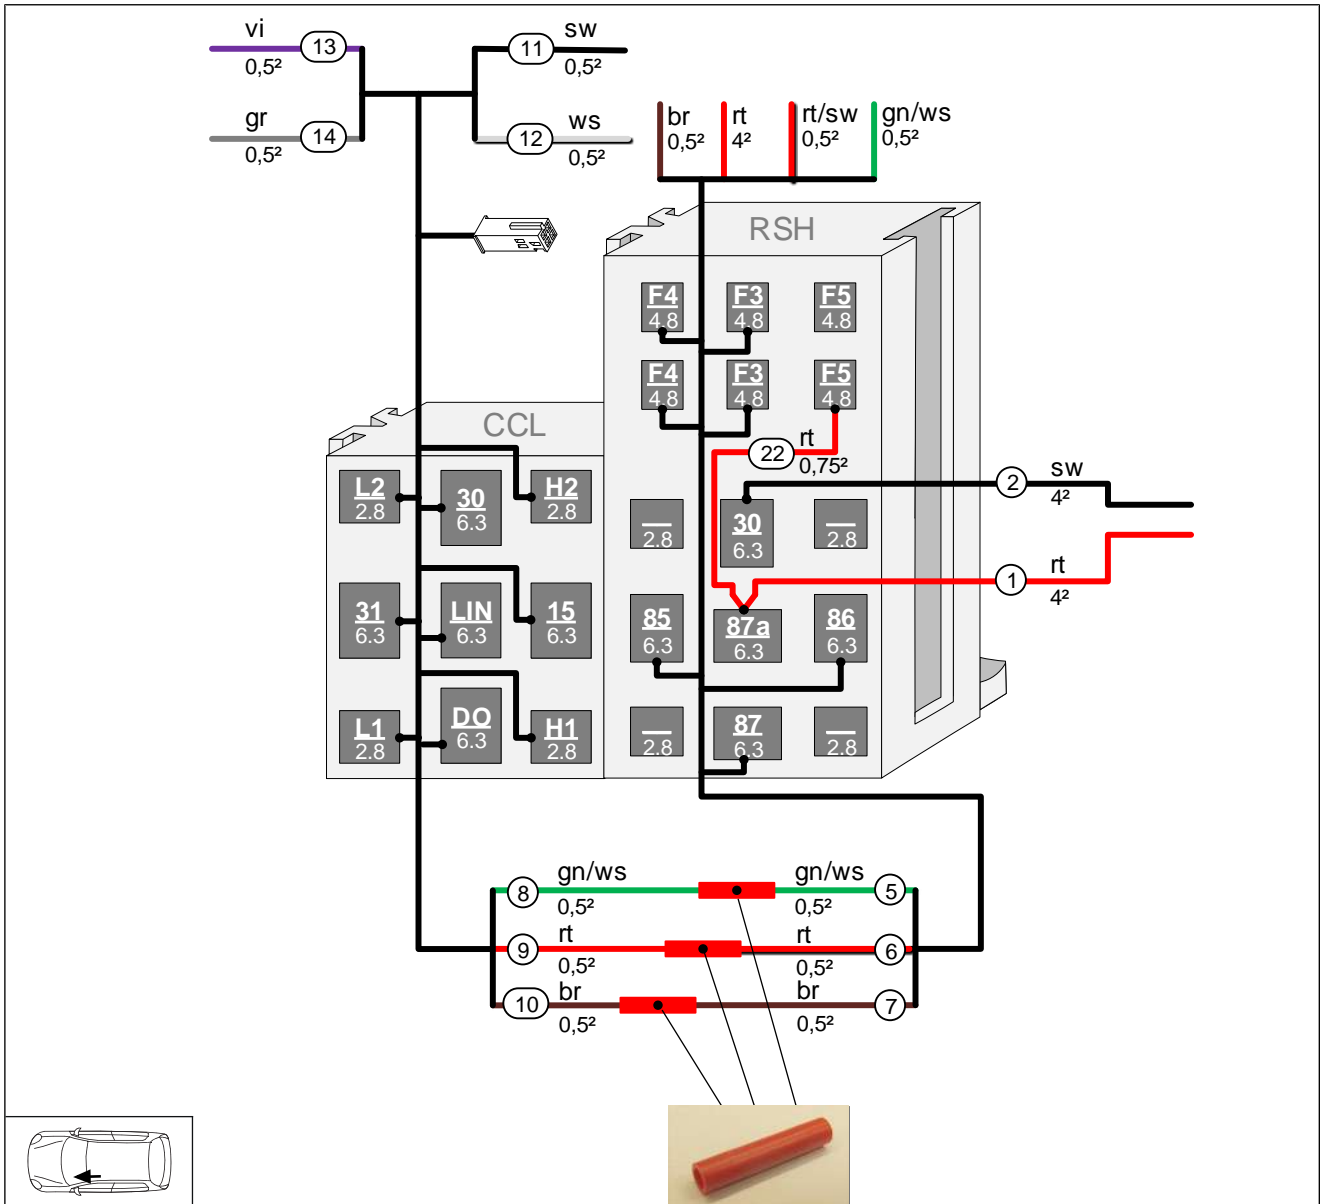 vi
13
0,5²
11
sw
0,5²
gr
14
0,5²
12
ws
0,5²
br
0,5²
rt
4²
rt/sw
0,5²
gn/ws
0,5²
RSH
F4
4.8
F3
4.8
F5
4.8
F4
4.8
F3
4.8
F5
4.8
22
rt
0,75²
CCL
L2
2.8
30
6.3
H2
2.8
2.8
30
6.3
2.8
2
sw
4²
1
rt
4²
31
6.3
LIN
6.3
15
6.3
85
6.3
87a
6.3
86
6.3
L1
2.8
DO
6.3
H1
2.8
2.8
87
6.3
2.8
8
gn/ws
0,5²
gn/ws
0,5²
5
9
rt
0,5²
rt
0,5²
6
10
br
0,5²
br
0,5²
7